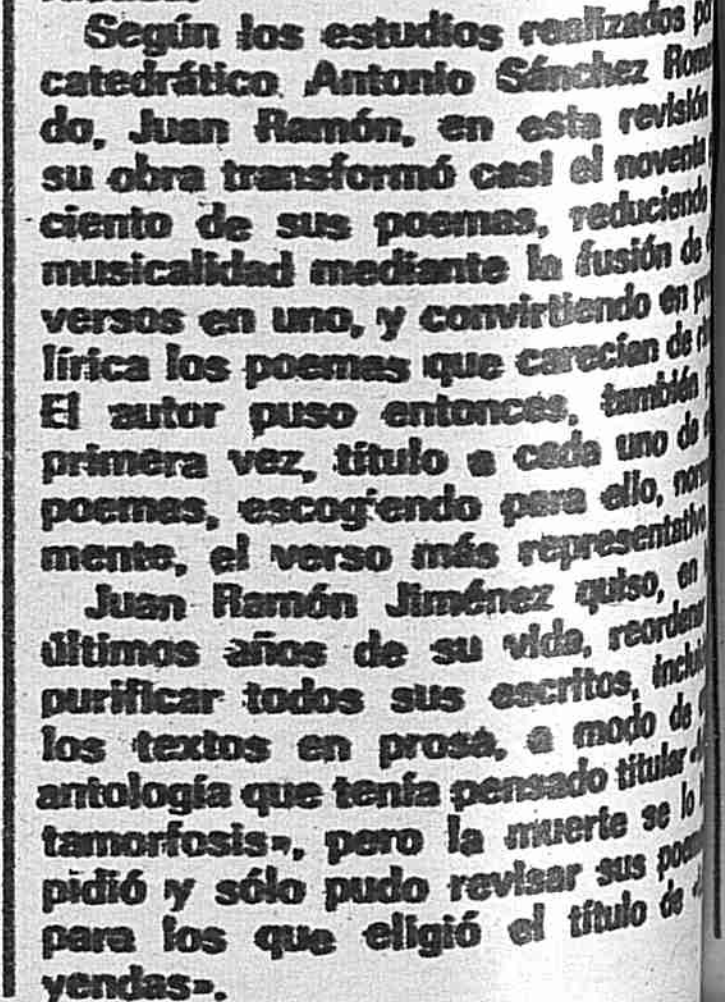 Según los estudios realizados
catedrático Antonio Sánchez
do, Juan Ramón, en esta revisión
su obra transformó casi el noventa
ciento de sus poemas, reduciendo
musicalidad mediante la fusión de
versos en uno, y convirtiendo en
lírica los poemas que carecían de
El autor puso entonces, también
primera vez, título a cada uno de
poemas, escogiendo para ello,
mente, el verso más representativo
Juan Ramón Jiménez quiso, en
últimos años de su vida,
purificar todos sus escritos,
los textos en prosa, a modo de
antología que tenía pensado titular
tamorfosis», pero la muerte se lo
pidió y sólo pudo revisar sus
para los que eligió el título de
yendas».